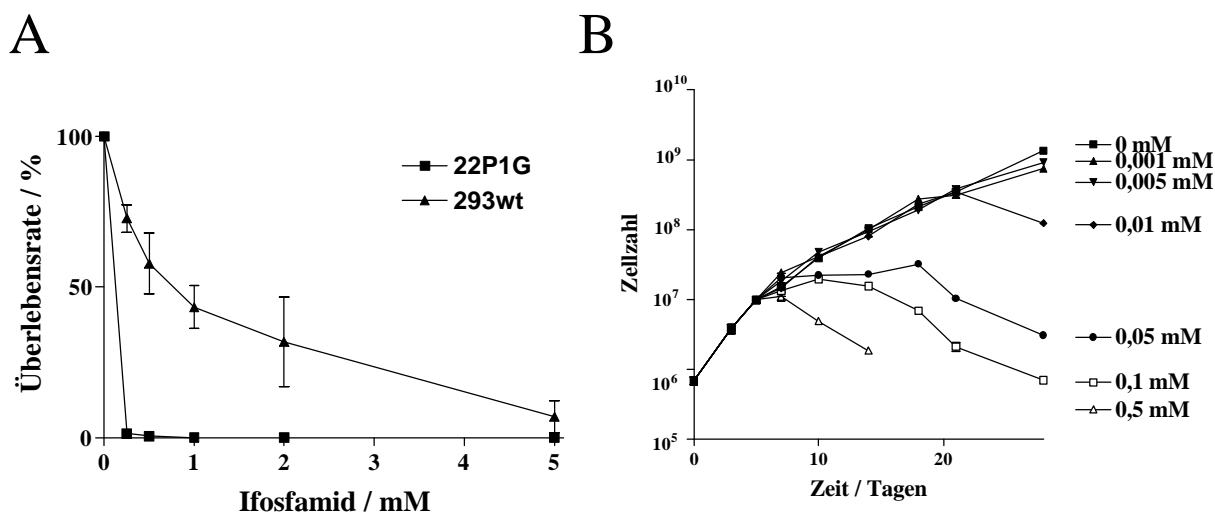 A
Überlebensrate / %
100
50
0
22P1G
293wt
0 1 2 3 4 5
Ifosfamid / mM
B
Zellzahl
10^10
10^9
10^8
10^7
10^6
10^5
0 10 20
Zeit / Tagen
0 mM
0,001 mM
0,005 mM
0,01 mM
0,05 mM
0,1 mM
0,5 mM